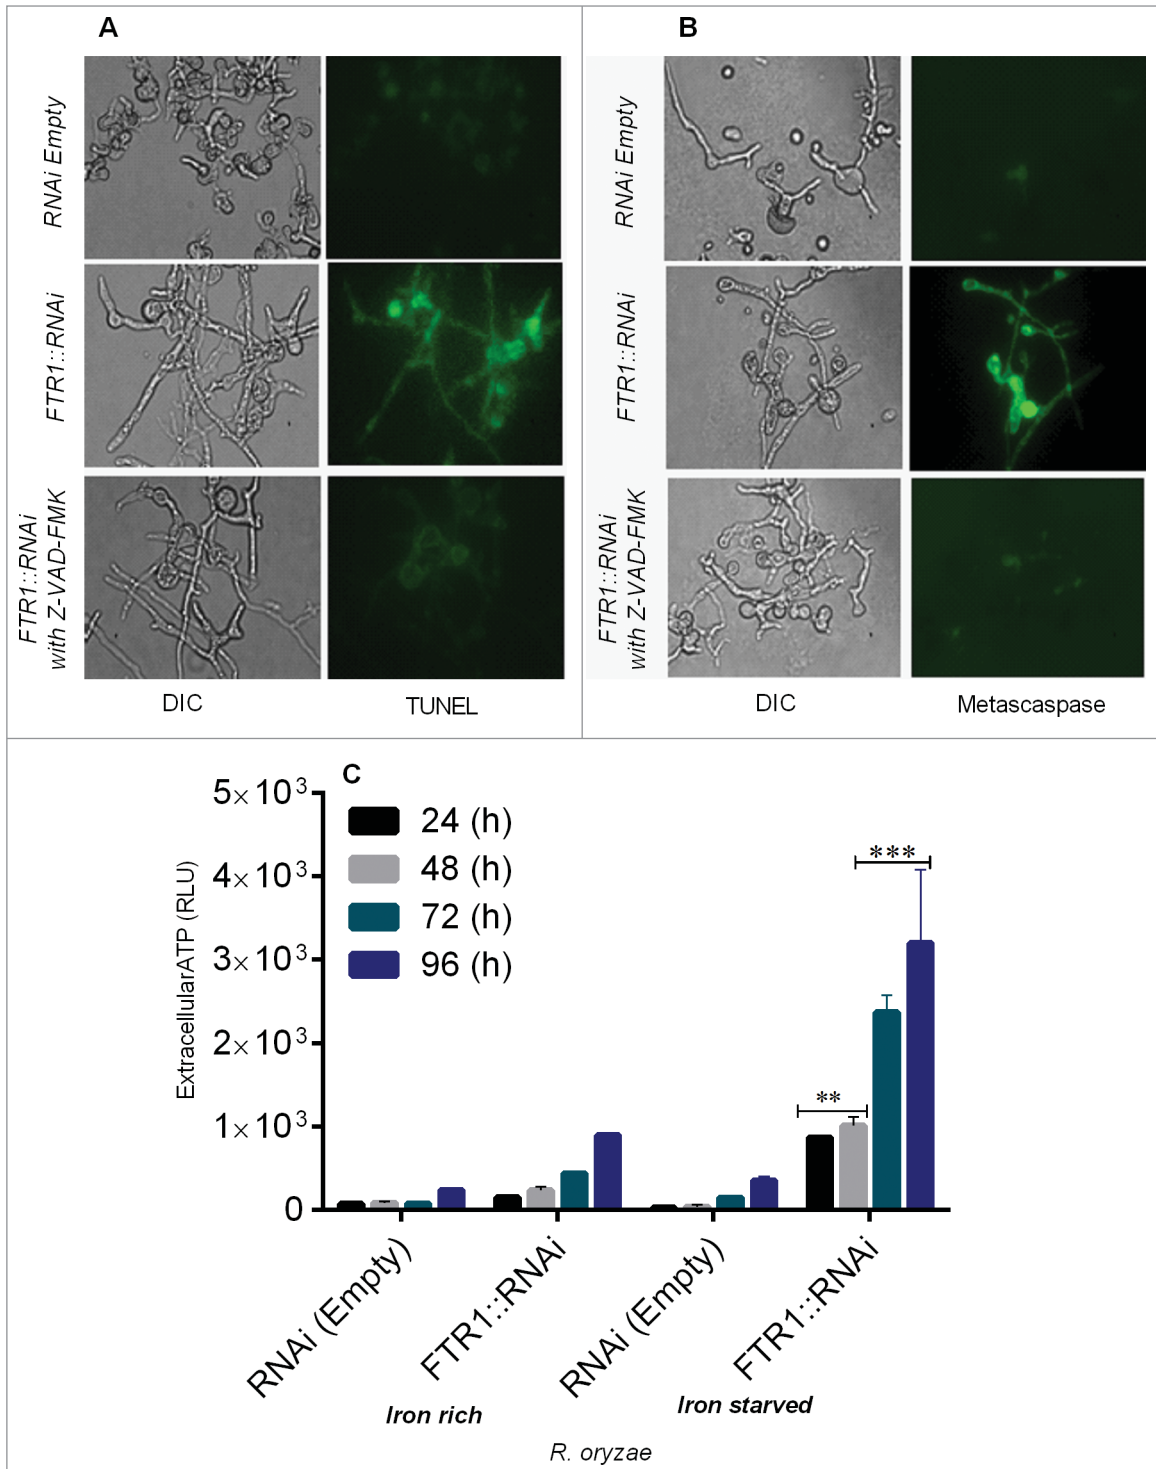 A
B
RNAi Empty
FTR1::RNAi
FTR1::RNAi
with Z-VAD-FMK
RNAi Empty
FTR1::RNAi
FTR1::RNAi
with Z-VAD-FMK
DIC
TUNEL
DIC
Metascaspase
C
ExtracellularATP (RLU)
5×10³
4×10³
3×10³
2×10³
1×10³
0
24 (h)
48 (h)
72 (h)
96 (h)
**
***
RNAi (Empty)
FTR1::RNAi
RNAi (Empty)
FTR1::RNAi
Iron rich
Iron starved
R. oryzae